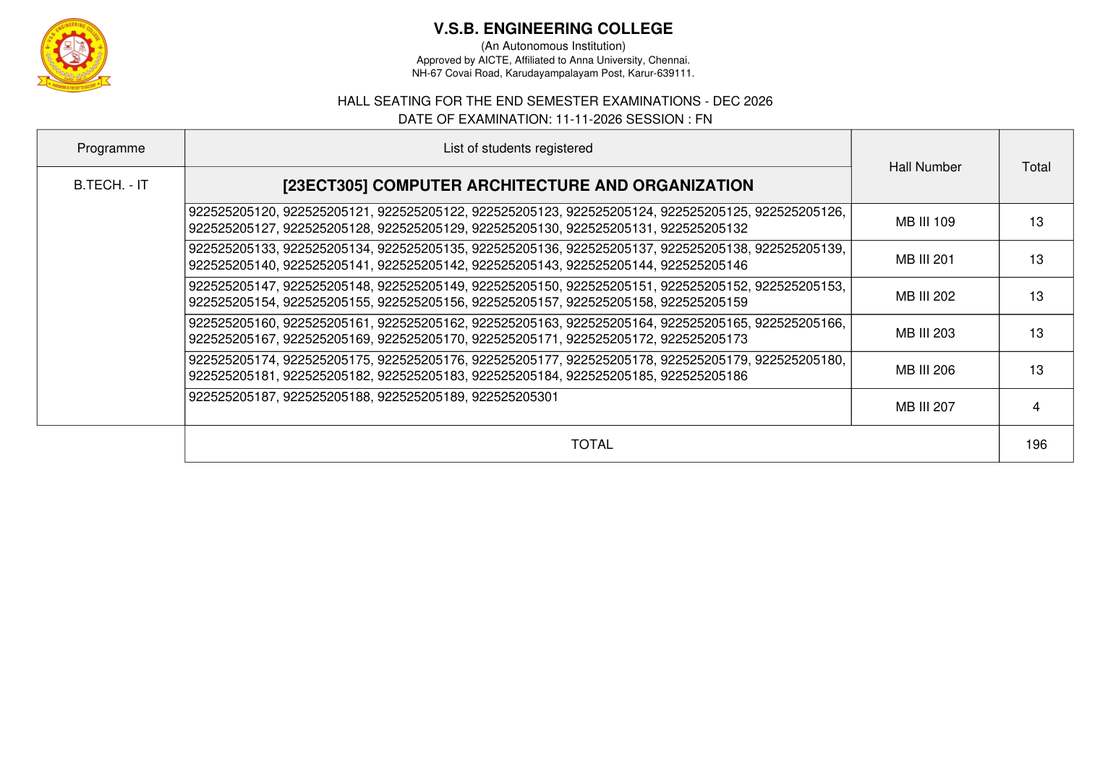 V.S.B. ENGINEERING COLLEGE
(An Autonomous Institution)
Approved by AICTE, Affiliated to Anna University, Chennai.
NH-67 Covai Road, Karudayampalayam Post, Karur-639111.
HALL SEATING FOR THE END SEMESTER EXAMINATIONS - DEC 2026
DATE OF EXAMINATION: 11-11-2026 SESSION : FN
Programme
List of students registered
Hall Number
Total
B.TECH. - IT
[23ECT305] COMPUTER ARCHITECTURE AND ORGANIZATION
922525205120, 922525205121, 922525205122, 922525205123, 922525205124, 922525205125, 922525205126,
922525205127, 922525205128, 922525205129, 922525205130, 922525205131, 922525205132
MB III 109
13
922525205133, 922525205134, 922525205135, 922525205136, 922525205137, 922525205138, 922525205139,
922525205140, 922525205141, 922525205142, 922525205143, 922525205144, 922525205146
MB III 201
13
922525205147, 922525205148, 922525205149, 922525205150, 922525205151, 922525205152, 922525205153,
922525205154, 922525205155, 922525205156, 922525205157, 922525205158, 922525205159
MB III 202
13
922525205160, 922525205161, 922525205162, 922525205163, 922525205164, 922525205165, 922525205166,
922525205167, 922525205169, 922525205170, 922525205171, 922525205172, 922525205173
MB III 203
13
922525205174, 922525205175, 922525205176, 922525205177, 922525205178, 922525205179, 922525205180,
922525205181, 922525205182, 922525205183, 922525205184, 922525205185, 922525205186
MB III 206
13
922525205187, 922525205188, 922525205189, 922525205301
MB III 207
4
TOTAL
196